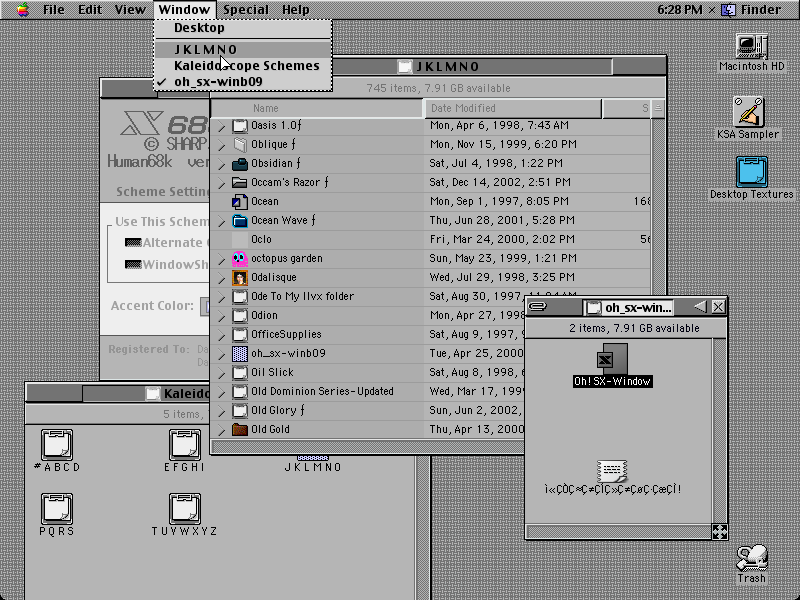 File Edit View Window Special Help 6:28 PM × Finder
Desktop
JKLMNO
Kaleidoscope Schemes
✓ oh_sx-winb09
JKLMNO
745 items, 7.91 GB available
Name Date Modified S
Oasis 1.0ƒ Mon, Apr 6, 1998, 7:43 AM
Oblique ƒ Mon, Nov 15, 1999, 6:20 PM
Obsidian ƒ Sat, Jul 4, 1998, 1:22 PM
Occam's Razor ƒ Sat, Dec 14, 2002, 2:51 PM
Ocean Mon, Sep 1, 1997, 8:05 PM 168
Ocean Wave ƒ Thu, Jun 28, 2001, 5:28 PM
Oclo Fri, Mar 24, 2000, 2:02 PM 56
octopus garden Sun, May 23, 1999, 1:21 PM
Odalisque Wed, Jul 29, 1998, 3:25 PM
Ode To My IIvx folder Sat, Aug 30, 1997, 11:04
Odion Mon, Apr 27, 1998,
OfficeSupplies Sat, Aug 9, 1997,
oh_sx-winb09 Tue, Apr 25, 2000,
Oil Slick Sat, Aug 8, 1998,
Old Dominion Series-Updated Wed, Mar 17, 199
Old Glory ƒ Sun, Jun 2, 2002,
Old Gold Thu, Apr 13, 2000,
X68
© SHARP
Human68k ver
Scheme Settin
Use This Schem
Alternate
WindowSh
Accent Color:
Registered To: Da
Da
Kaleido
5 items,
#ABCD
EFGHI
JKLMNO
PQRS
TUVWXYZ
oh_sx-win...
2 items, 7.91 GB available
Oh! SX-Window
Macintosh HD
KSA Sampler
Desktop Textures
Trash